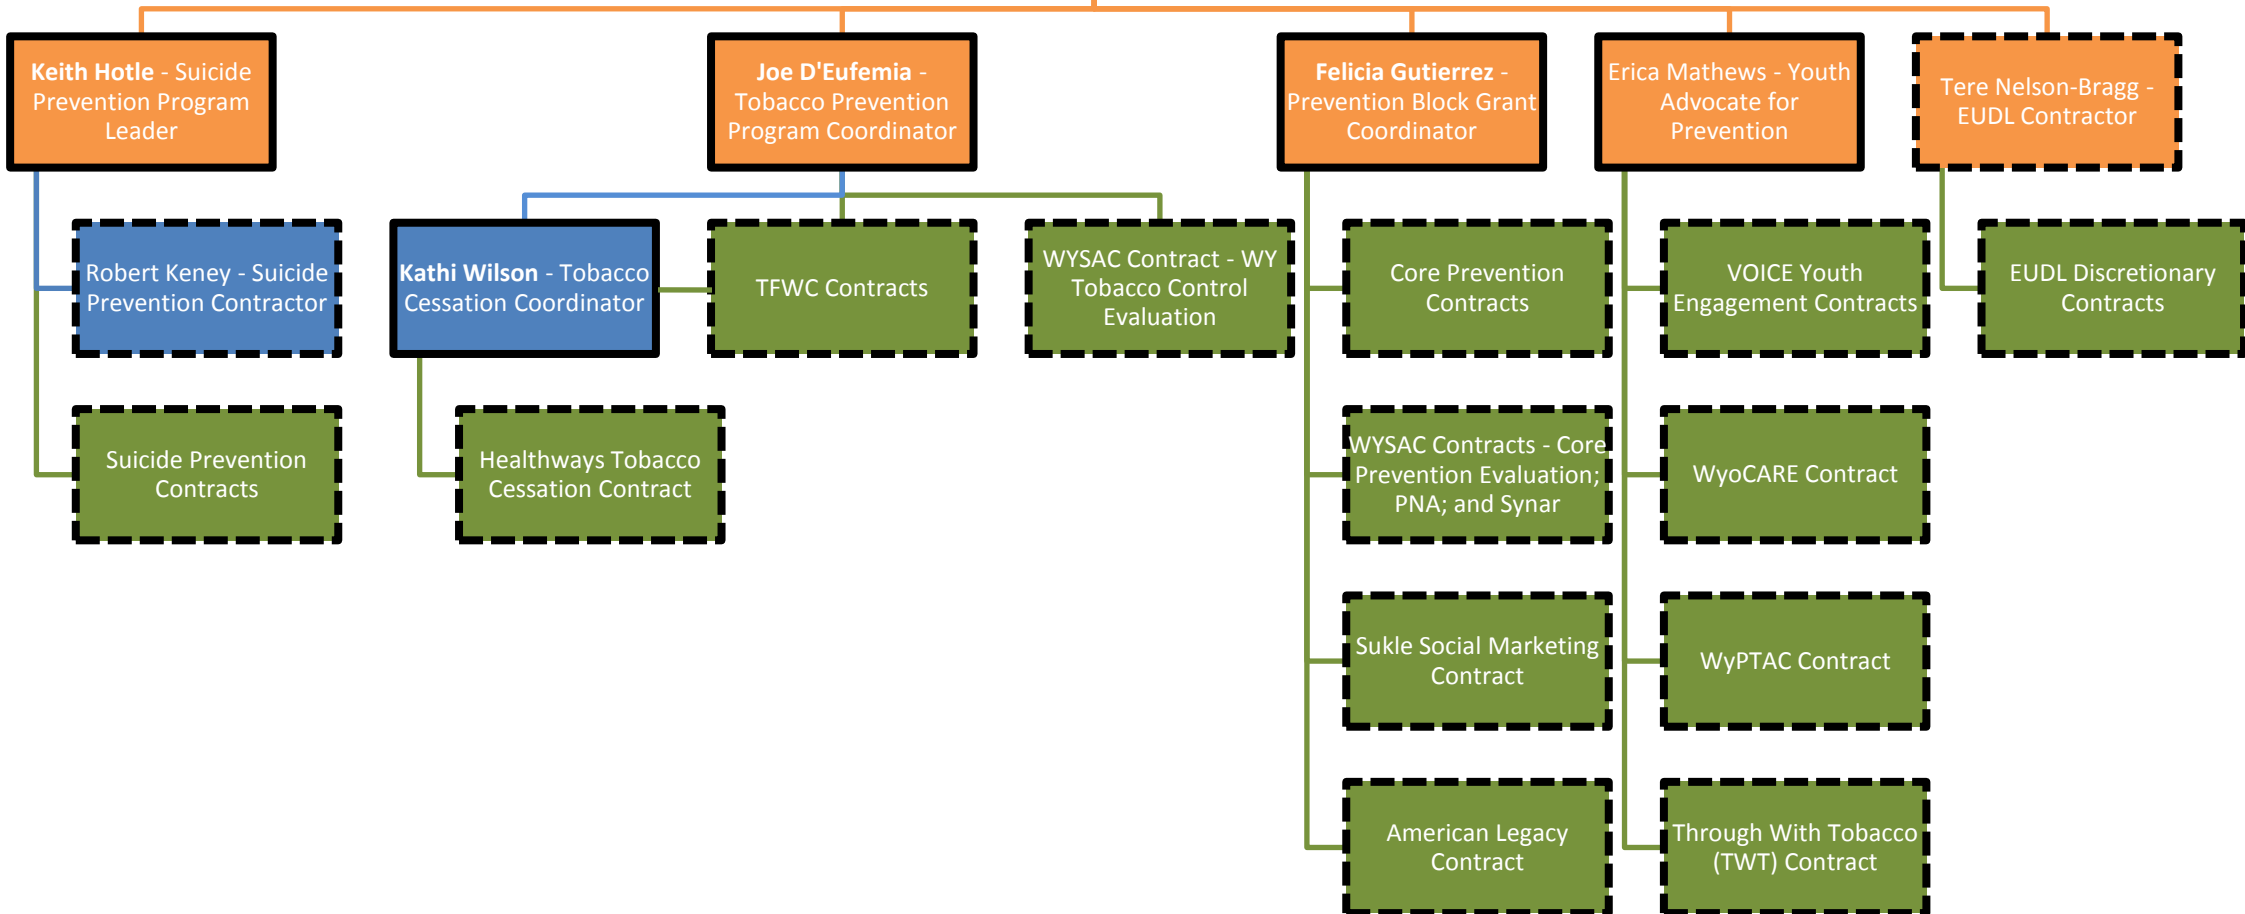 Keith Hotle - Suicide
Prevention Program
Leader
Joe D'Eufemia -
Tobacco Prevention
Program Coordinator
Felicia Gutierrez -
Prevention Block Grant
Coordinator
Erica Mathews - Youth
Advocate for
Prevention
Tere Nelson-Bragg -
EUDL Contractor
Robert Keney - Suicide
Prevention Contractor
Kathi Wilson - Tobacco
Cessation Coordinator
TFWC Contracts
WYSAC Contract - WY
Tobacco Control
Evaluation
Core Prevention
Contracts
VOICE Youth
Engagement Contracts
EUDL Discretionary
Contracts
Suicide Prevention
Contracts
Healthways Tobacco
Cessation Contract
WYSAC Contracts - Core
Prevention Evaluation;
PNA; and Synar
WyoCARE Contract
Sukle Social Marketing
Contract
WyPTAC Contract
American Legacy
Contract
Through With Tobacco
(TWT) Contract